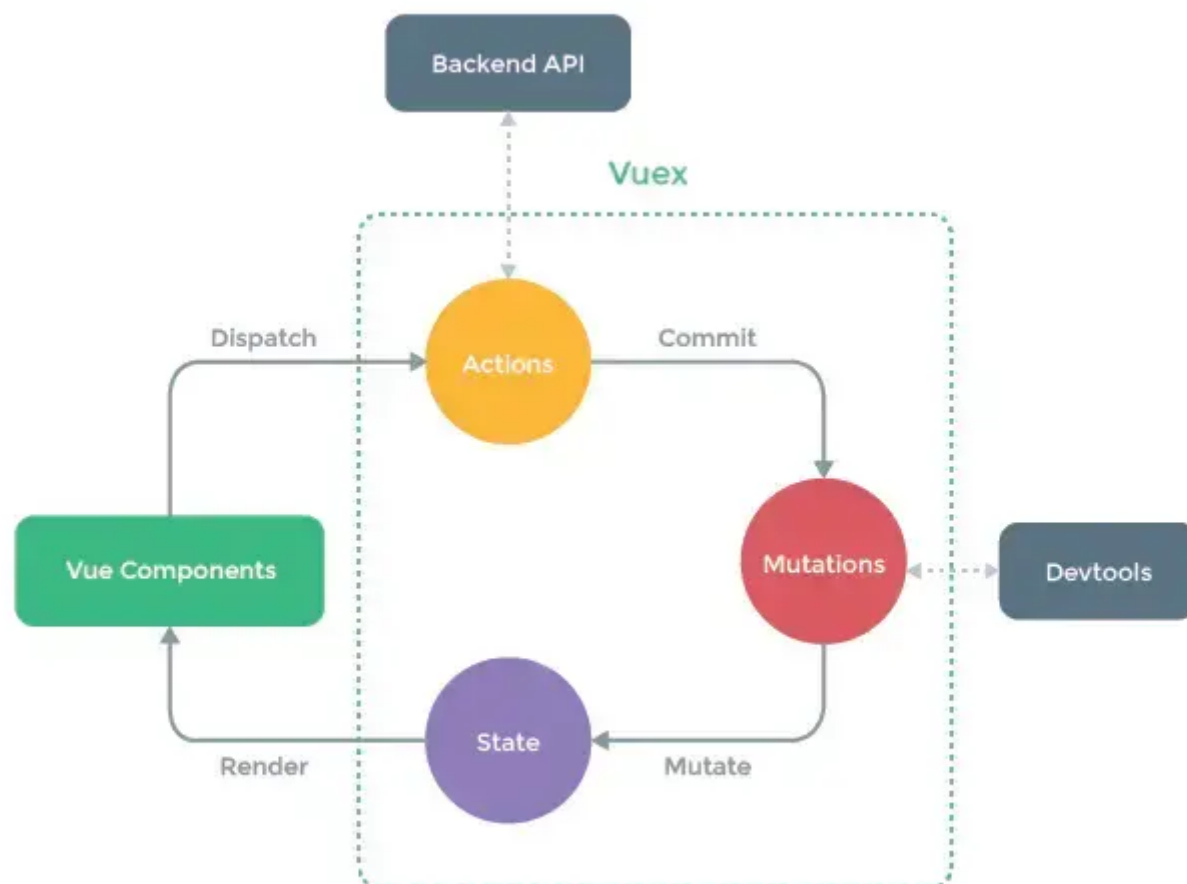 Backend API
Vuex
Dispatch
Commit
Actions
Vue Components
Mutations
Devtools
State
Render
Mutate